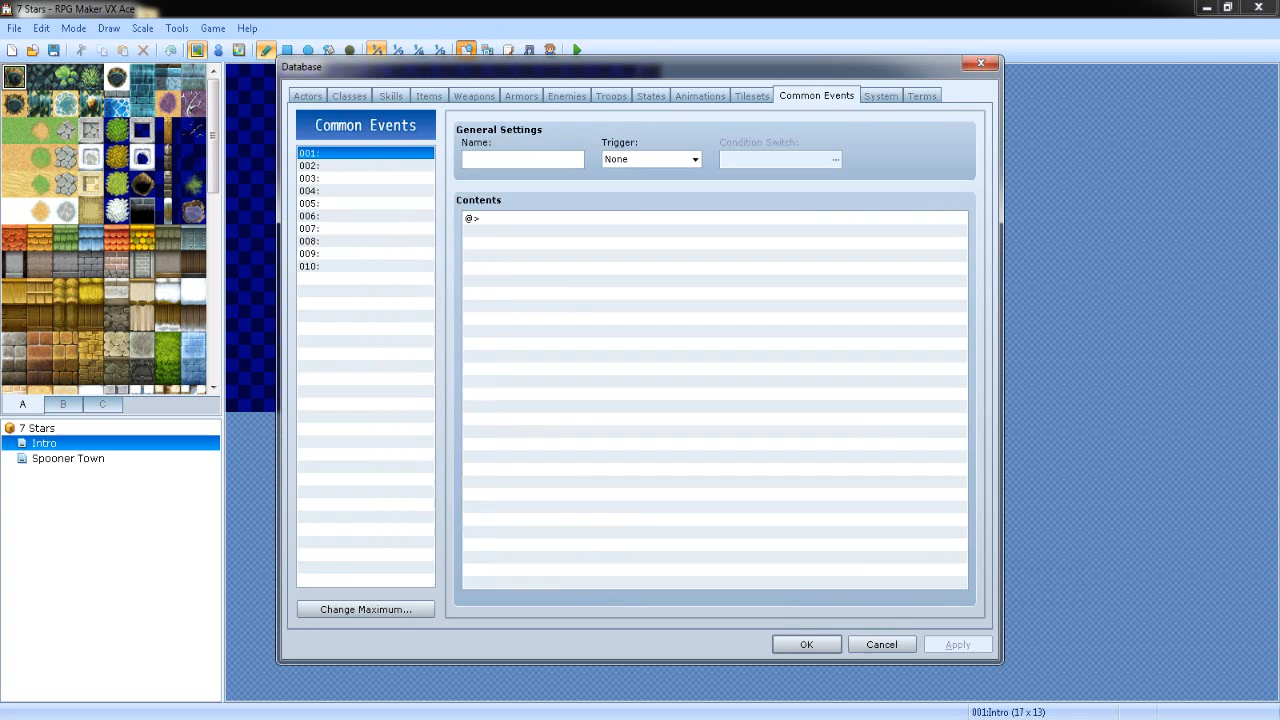 7 Stars - RPG Maker VX Ace
File Edit Mode Draw Scale Tools Game Help
Database
Actors Classes Skills Items Weapons Armors Enemies Troops States Animations Tilesets Common Events System Terms
Common Events
001:
002:
003:
004:
005:
006:
007:
008:
009:
010:
Change Maximum...
General Settings
Name: Trigger: Condition Switch:
None ...
Contents
@>
OK Cancel Apply
A B C
7 Stars
Intro
Spooner Town
001:Intro (17 x 13)